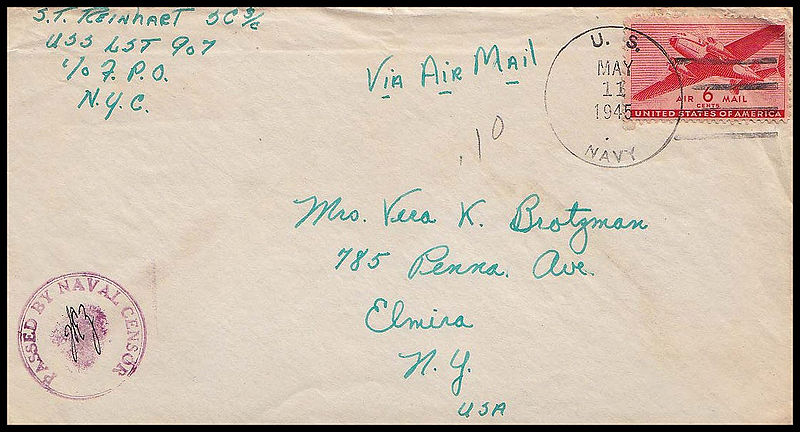 S.T. REINHART SC 3/C
USS LST 907
℅ F.P.O.
N.Y.C.
VIA AIR MAIL
U. S.
MAY
11
1945
NAVY
AIR 6 MAIL
CENTS
UNITED STATES OF AMERICA
.10
Mrs. Vera K. Brotzman
785 Penna. Ave.
Elmira
N.Y.
USA
PASSED BY NAVAL CENSOR